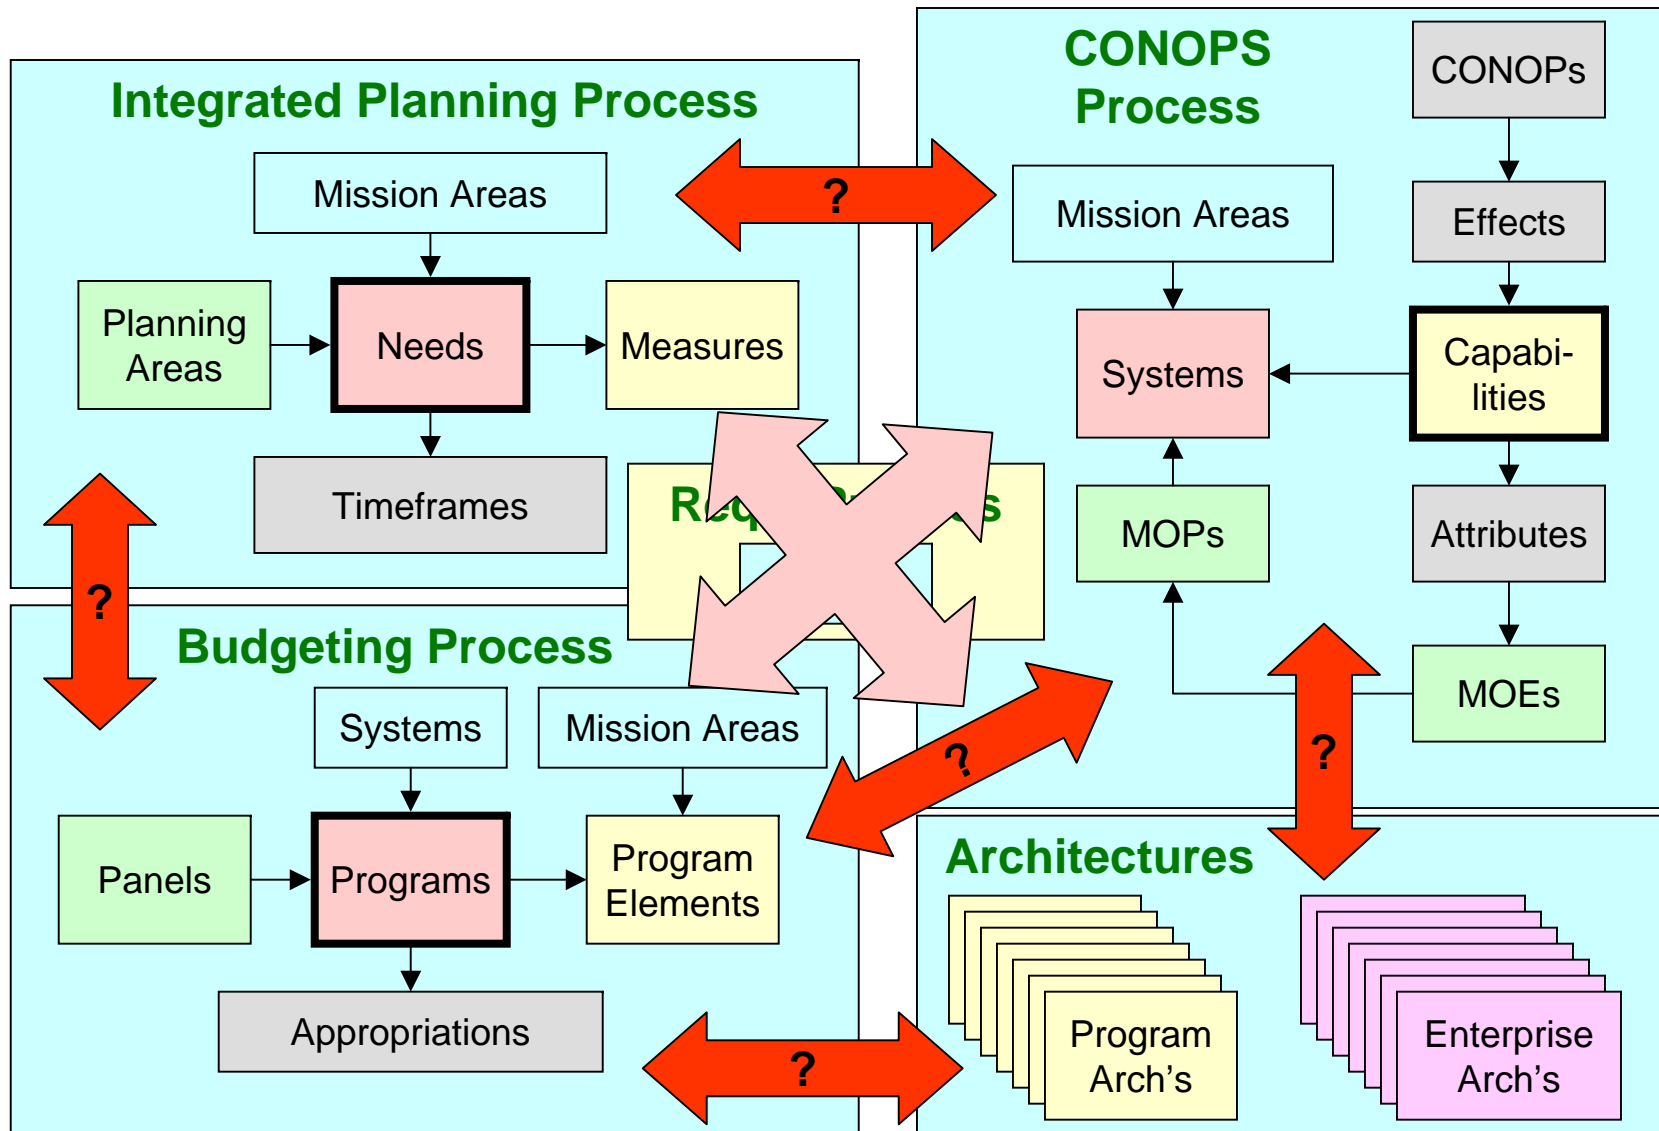 Integrated Planning Process
Mission Areas
Planning
Areas
Needs
Measures
Timeframes
?
CONOPS
Process
CONOPs
Mission Areas
Effects
Systems
Capabi-
lities
MOPs
Attributes
MOEs
?
?
Budgeting Process
Systems
Mission Areas
Panels
Programs
Program
Elements
Appropriations
?
?
Architectures
Program
Arch's
Enterprise
Arch's